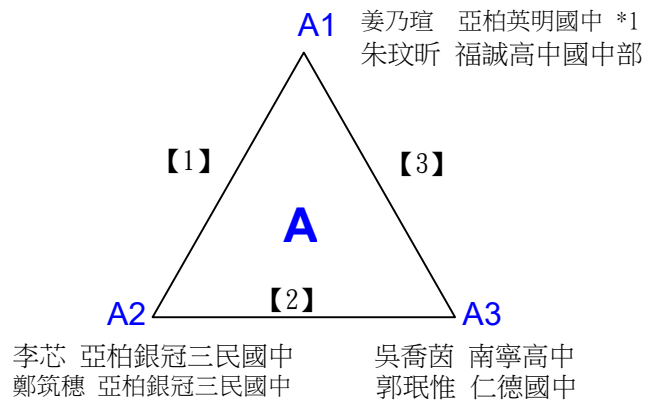 A1
姜乃瑄 亞柏英明國中 *1
朱玟昕 福誠高中國中部
【1】
【3】
A
【2】
A2
A3
李芯 亞柏銀冠三民國中
鄭筑穗 亞柏銀冠三民國中
吳喬茵 南寧高中
郭珉惟 仁德國中